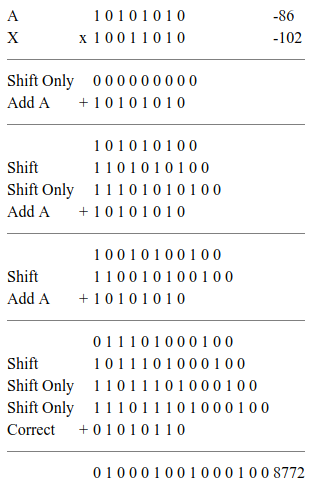 A 1 0 1 0 1 0 1 0 -86
X x 1 0 0 1 1 0 1 0 -102
Shift Only 0 0 0 0 0 0 0 0 0
Add A + 1 0 1 0 1 0 1 0
1 0 1 0 1 0 1 0 0
Shift 1 1 0 1 0 1 0 1 0 0
Shift Only 1 1 1 0 1 0 1 0 1 0 0
Add A + 1 0 1 0 1 0 1 0
1 0 0 1 0 1 0 0 1 0 0
Shift 1 1 0 0 1 0 1 0 0 1 0 0
Add A + 1 0 1 0 1 0 1 0
0 1 1 1 0 1 0 0 0 1 0 0
Shift 1 0 1 1 1 0 1 0 0 0 1 0 0
Shift Only 1 1 0 1 1 1 0 1 0 0 0 1 0 0
Shift Only 1 1 1 0 1 1 1 0 1 0 0 0 1 0 0
Correct + 0 1 0 1 0 1 1 0
0 1 0 0 0 1 0 0 1 0 0 0 1 0 0 8772